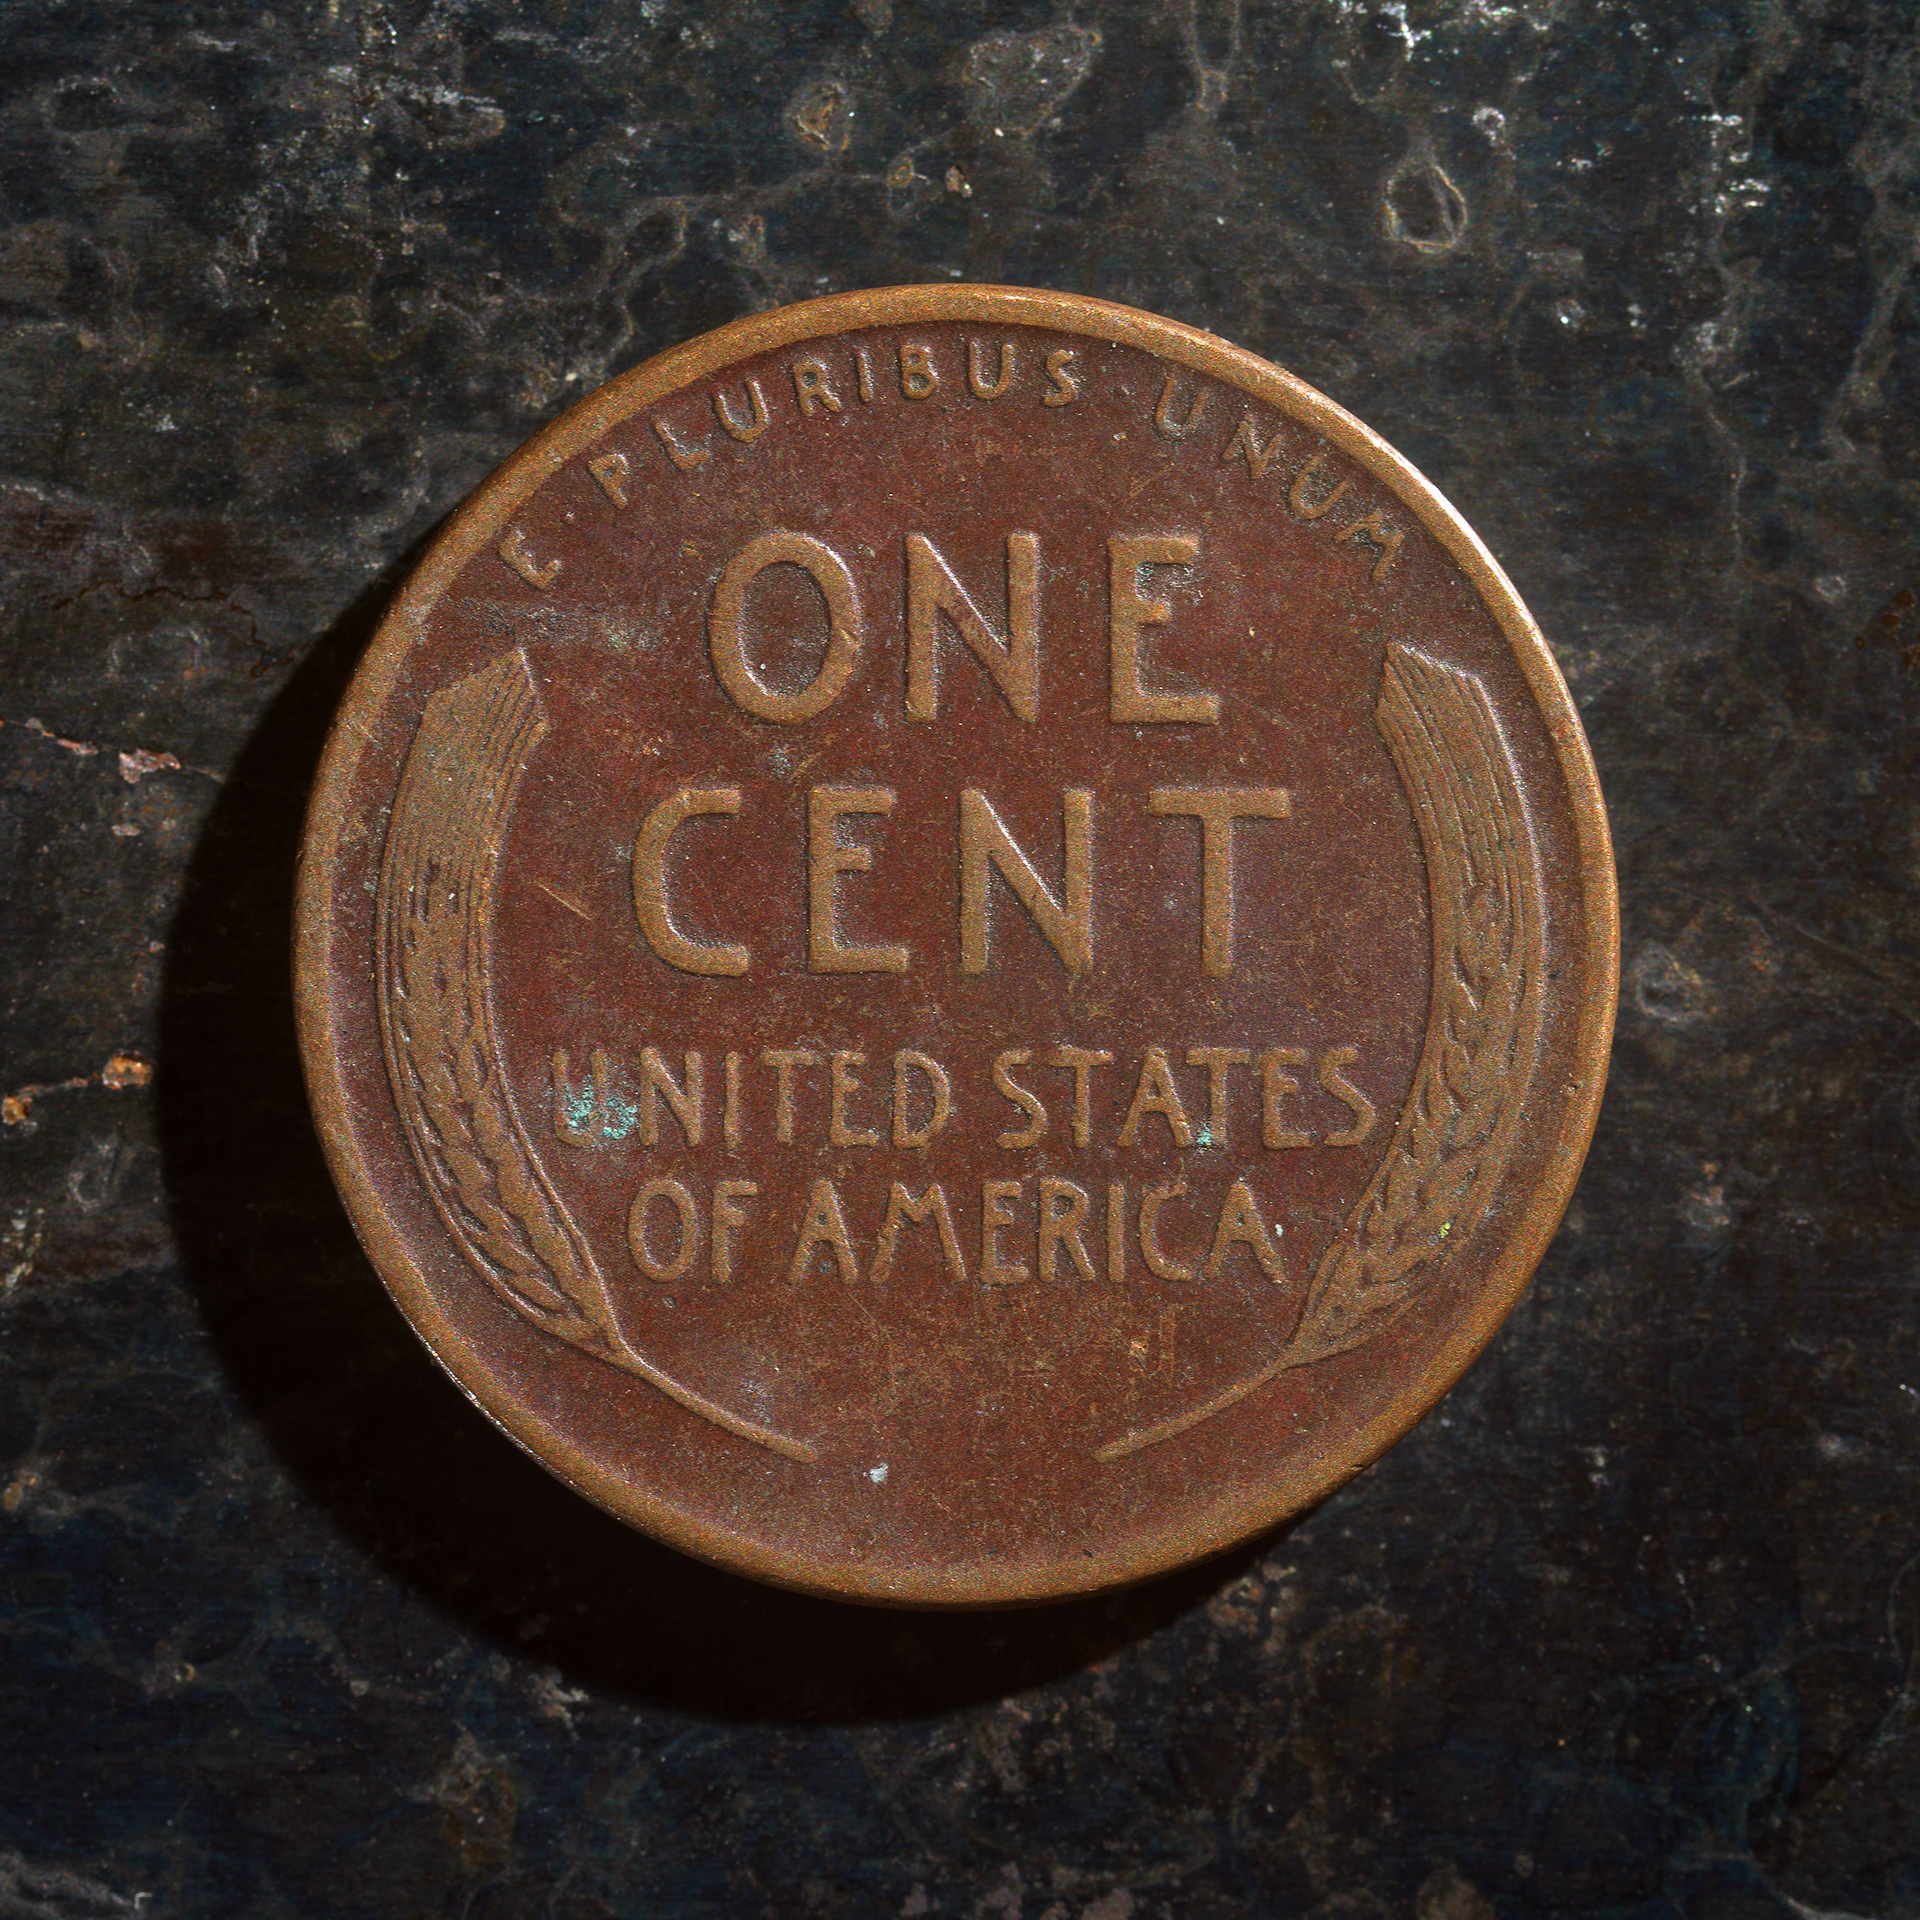 E · PLURIBUS · UNUM
ONE
CENT
UNITED STATES
OF AMERICA